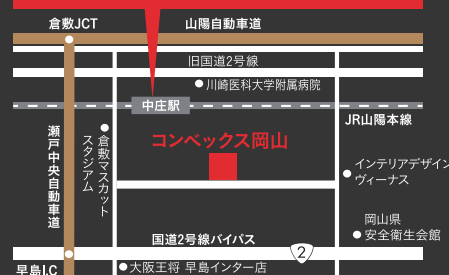 倉敷JCT
山陽自動車道
旧国道2号線
川崎医科大学附属病院
中庄駅
JR山陽本線
コンベックス岡山
倉敷マスカット
スタジアム
瀬戸中央自動車道
インテリアデザイン
ヴィーナス
岡山県
安全衛生会館
国道2号線バイパス
2
早島I.C
大阪王将 早島インター店